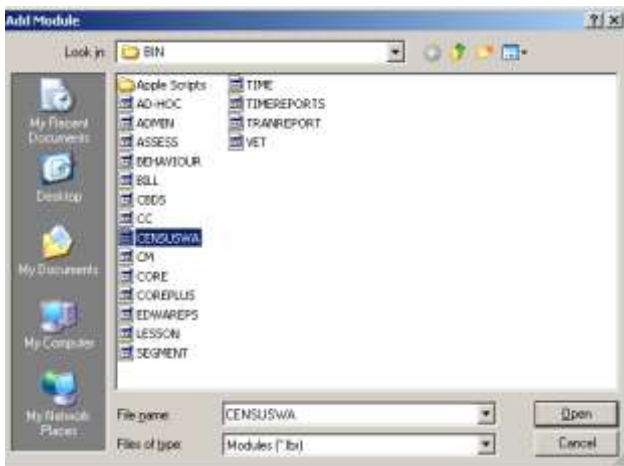 Add Module
Look in: BIN
My Recent
Documents
Desktop
My Documents
My Computer
My Network
Places
Apple Scripts
AD-HOC
ADMIN
ASSESS
BEHAVIOUR
BILL
CBDS
CC
CENSUSWA
CM
CORE
COREPLUS
EDWAREPS
LESSON
SEGMENT
TIME
TIMEREPORTS
TRANREPORT
VET
File name: CENSUSWA Open
Files of type: Modules (*.lbr) Cancel